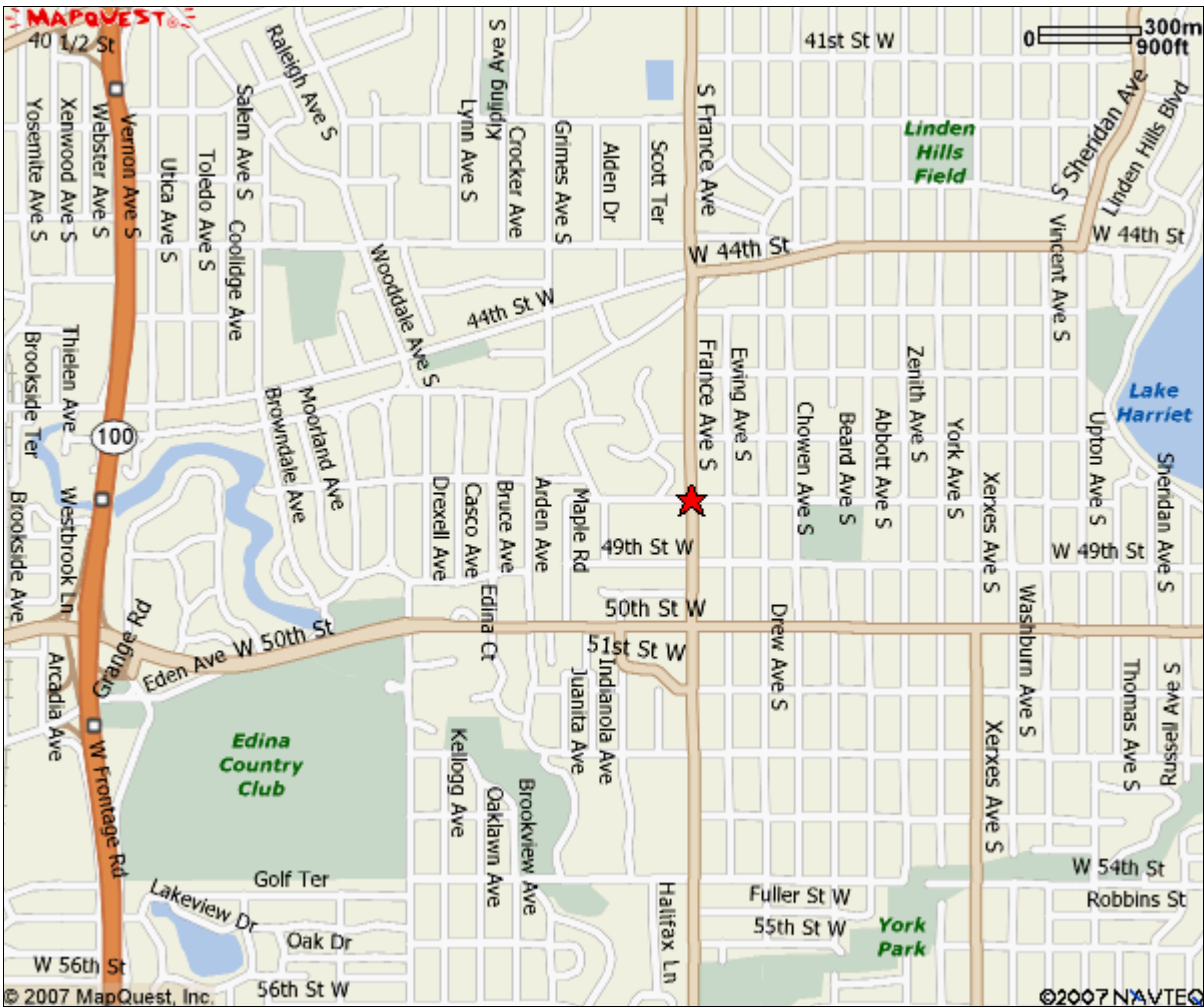 MAPQUEST®
300m
900ft
0
40 1/2 St
41st St W
Raleigh Ave S
Kipling Ave S
S Sheridan Ave
Linden Hills Blvd
Yosemite Ave S
Xenwood Ave S
Webster Ave S
Vernon Ave S
Utica Ave S
Toledo Ave S
Salem Ave S
Coolidge Ave
Lynn Ave S
Crocker Ave
Grimes Ave S
Alden Dr
Scott Ter
S France Ave
Linden
Hills
Field
Vincent Ave S
W 44th St
W 44th St
Wooddale Ave S
44th St W
Brookside Ter
Thielen Ave
France Ave S
Ewing Ave S
Zenith Ave S
Lake
Harriet
Browndale Ave
Moorland Ave
Chowen Ave S
Beard Ave S
Abbott Ave S
York Ave S
Upton Ave S
100
Brookside Ave
Westbrook Ln
Drexell Ave
Casco Ave
Bruce Ave
Arden Ave
Maple Rd
Xerxes Ave S
Sheridan Ave S
49th St W
W 49th St
Edina Ct
50th St W
Drew Ave S
Washburn Ave S
Grange Rd
Eden Ave
W 50th St
51st St W
Arcadia Ave
Juanita Ave
Indianola Ave
Thomas Ave S
Russell Ave S
Edina
Country
Club
W Frontage Rd
Kellogg Ave
Oaklawn Ave
Brookview Ave
Xerxes Ave S
Golf Ter
W 54th St
Lakeview Dr
Halifax Ln
Fuller St W
Robbins St
Oak Dr
55th St W
York
Park
W 56th St
56th St W
© 2007 MapQuest, Inc.
©2007 NAVTEQ